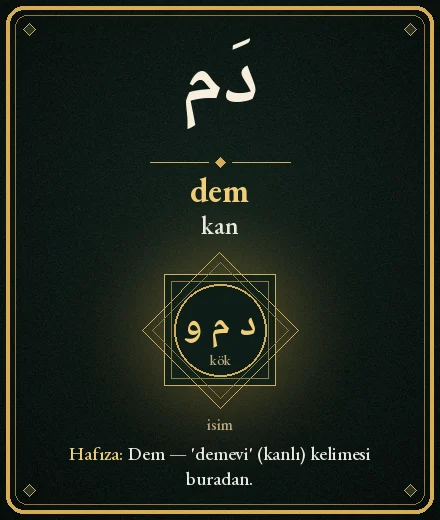 دَم
dem
kan
د م و
kök
isim
Hafıza: Dem — 'demevi' (kanlı) kelimesi
buradan.